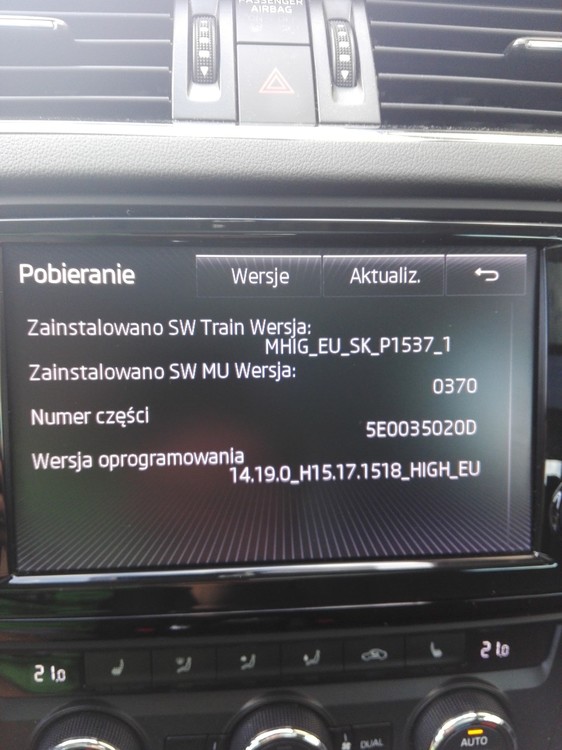 PASSENGER
AIRBAG
Pobieranie Wersje Aktualiz.
Zainstalowano SW Train Wersja:
MHIG_EU_SK_P1537_1
Zainstalowano SW MU Wersja:
0370
Numer części
5E0035020D
Wersja oprogramowania
14.19.0_H15.17.1518_HIGH_EU
21.0 21.0
DUAL AUTO